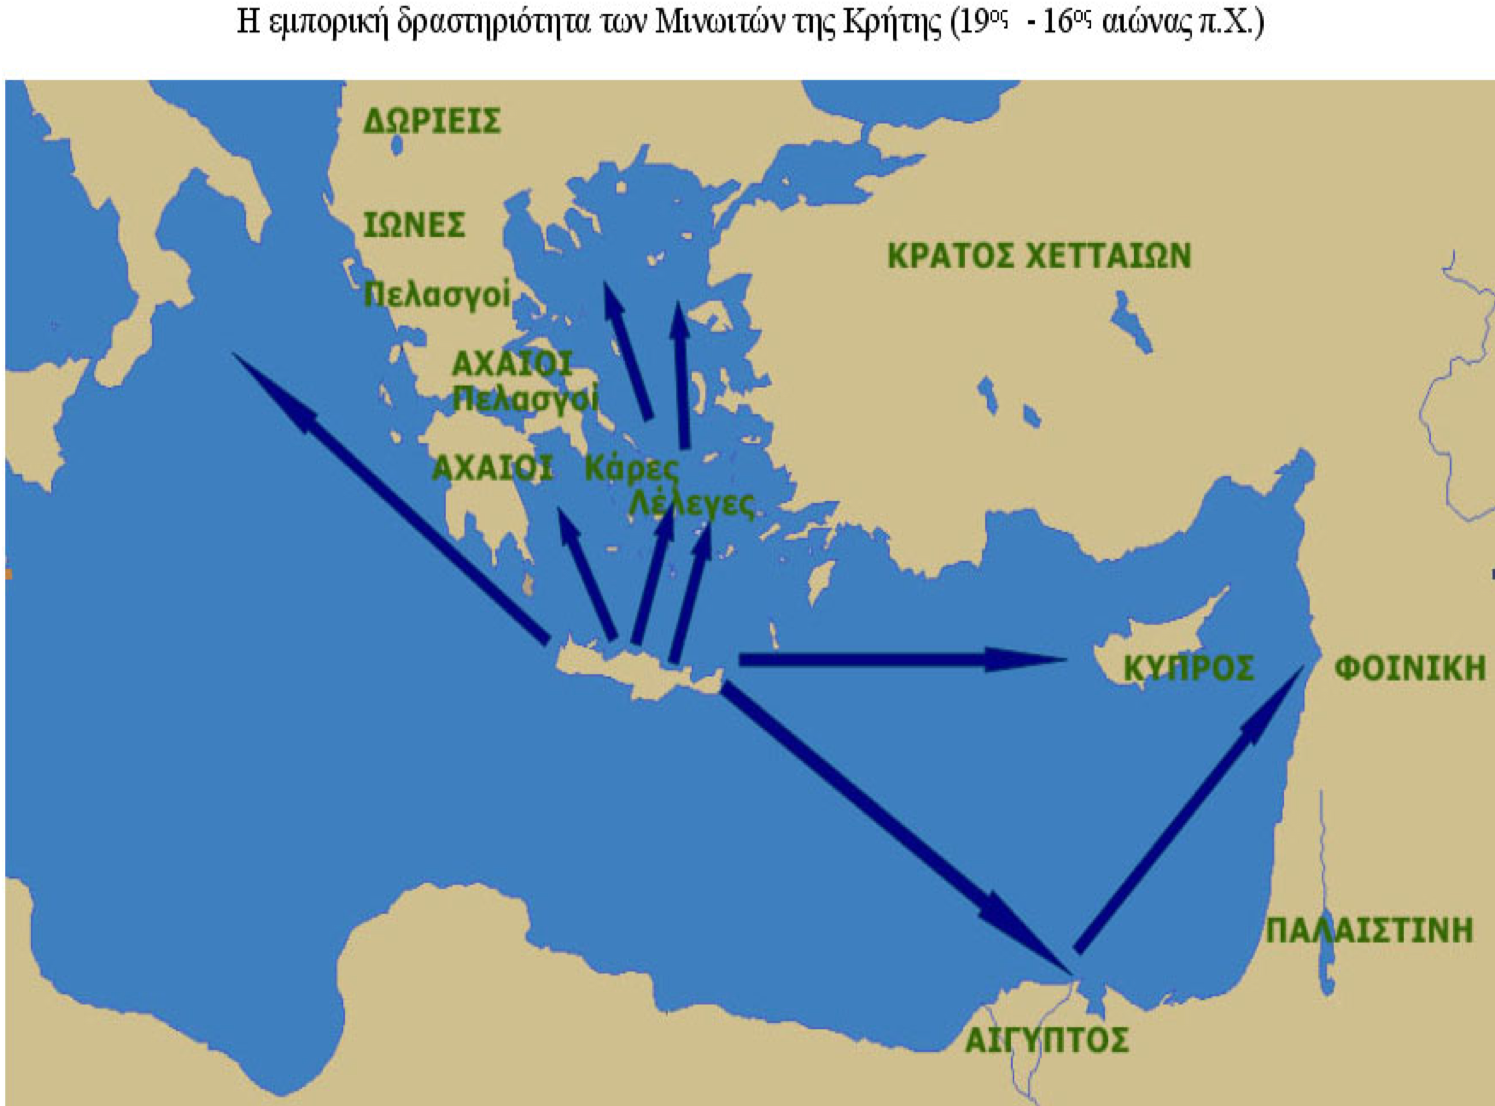 Η εμπορική δραστηριότητα των Μινωιτών της Κρήτης (19ος - 16ος αιώνας π.Χ.)
ΔΩΡΙΕΙΣ
ΙΩΝΕΣ
ΚΡΑΤΟΣ ΧΕΤΤΑΙΩΝ
Πελασγοί
ΑΧΑΙΟΙ
Πελασγοί
ΑΧΑΙΟΙ
Κάρες
Λέλεγες
ΚΥΠΡΟΣ
ΦΟΙΝΙΚΗ
ΠΑΛΑΙΣΤΙΝΗ
ΑΙΓΥΠΤΟΣ